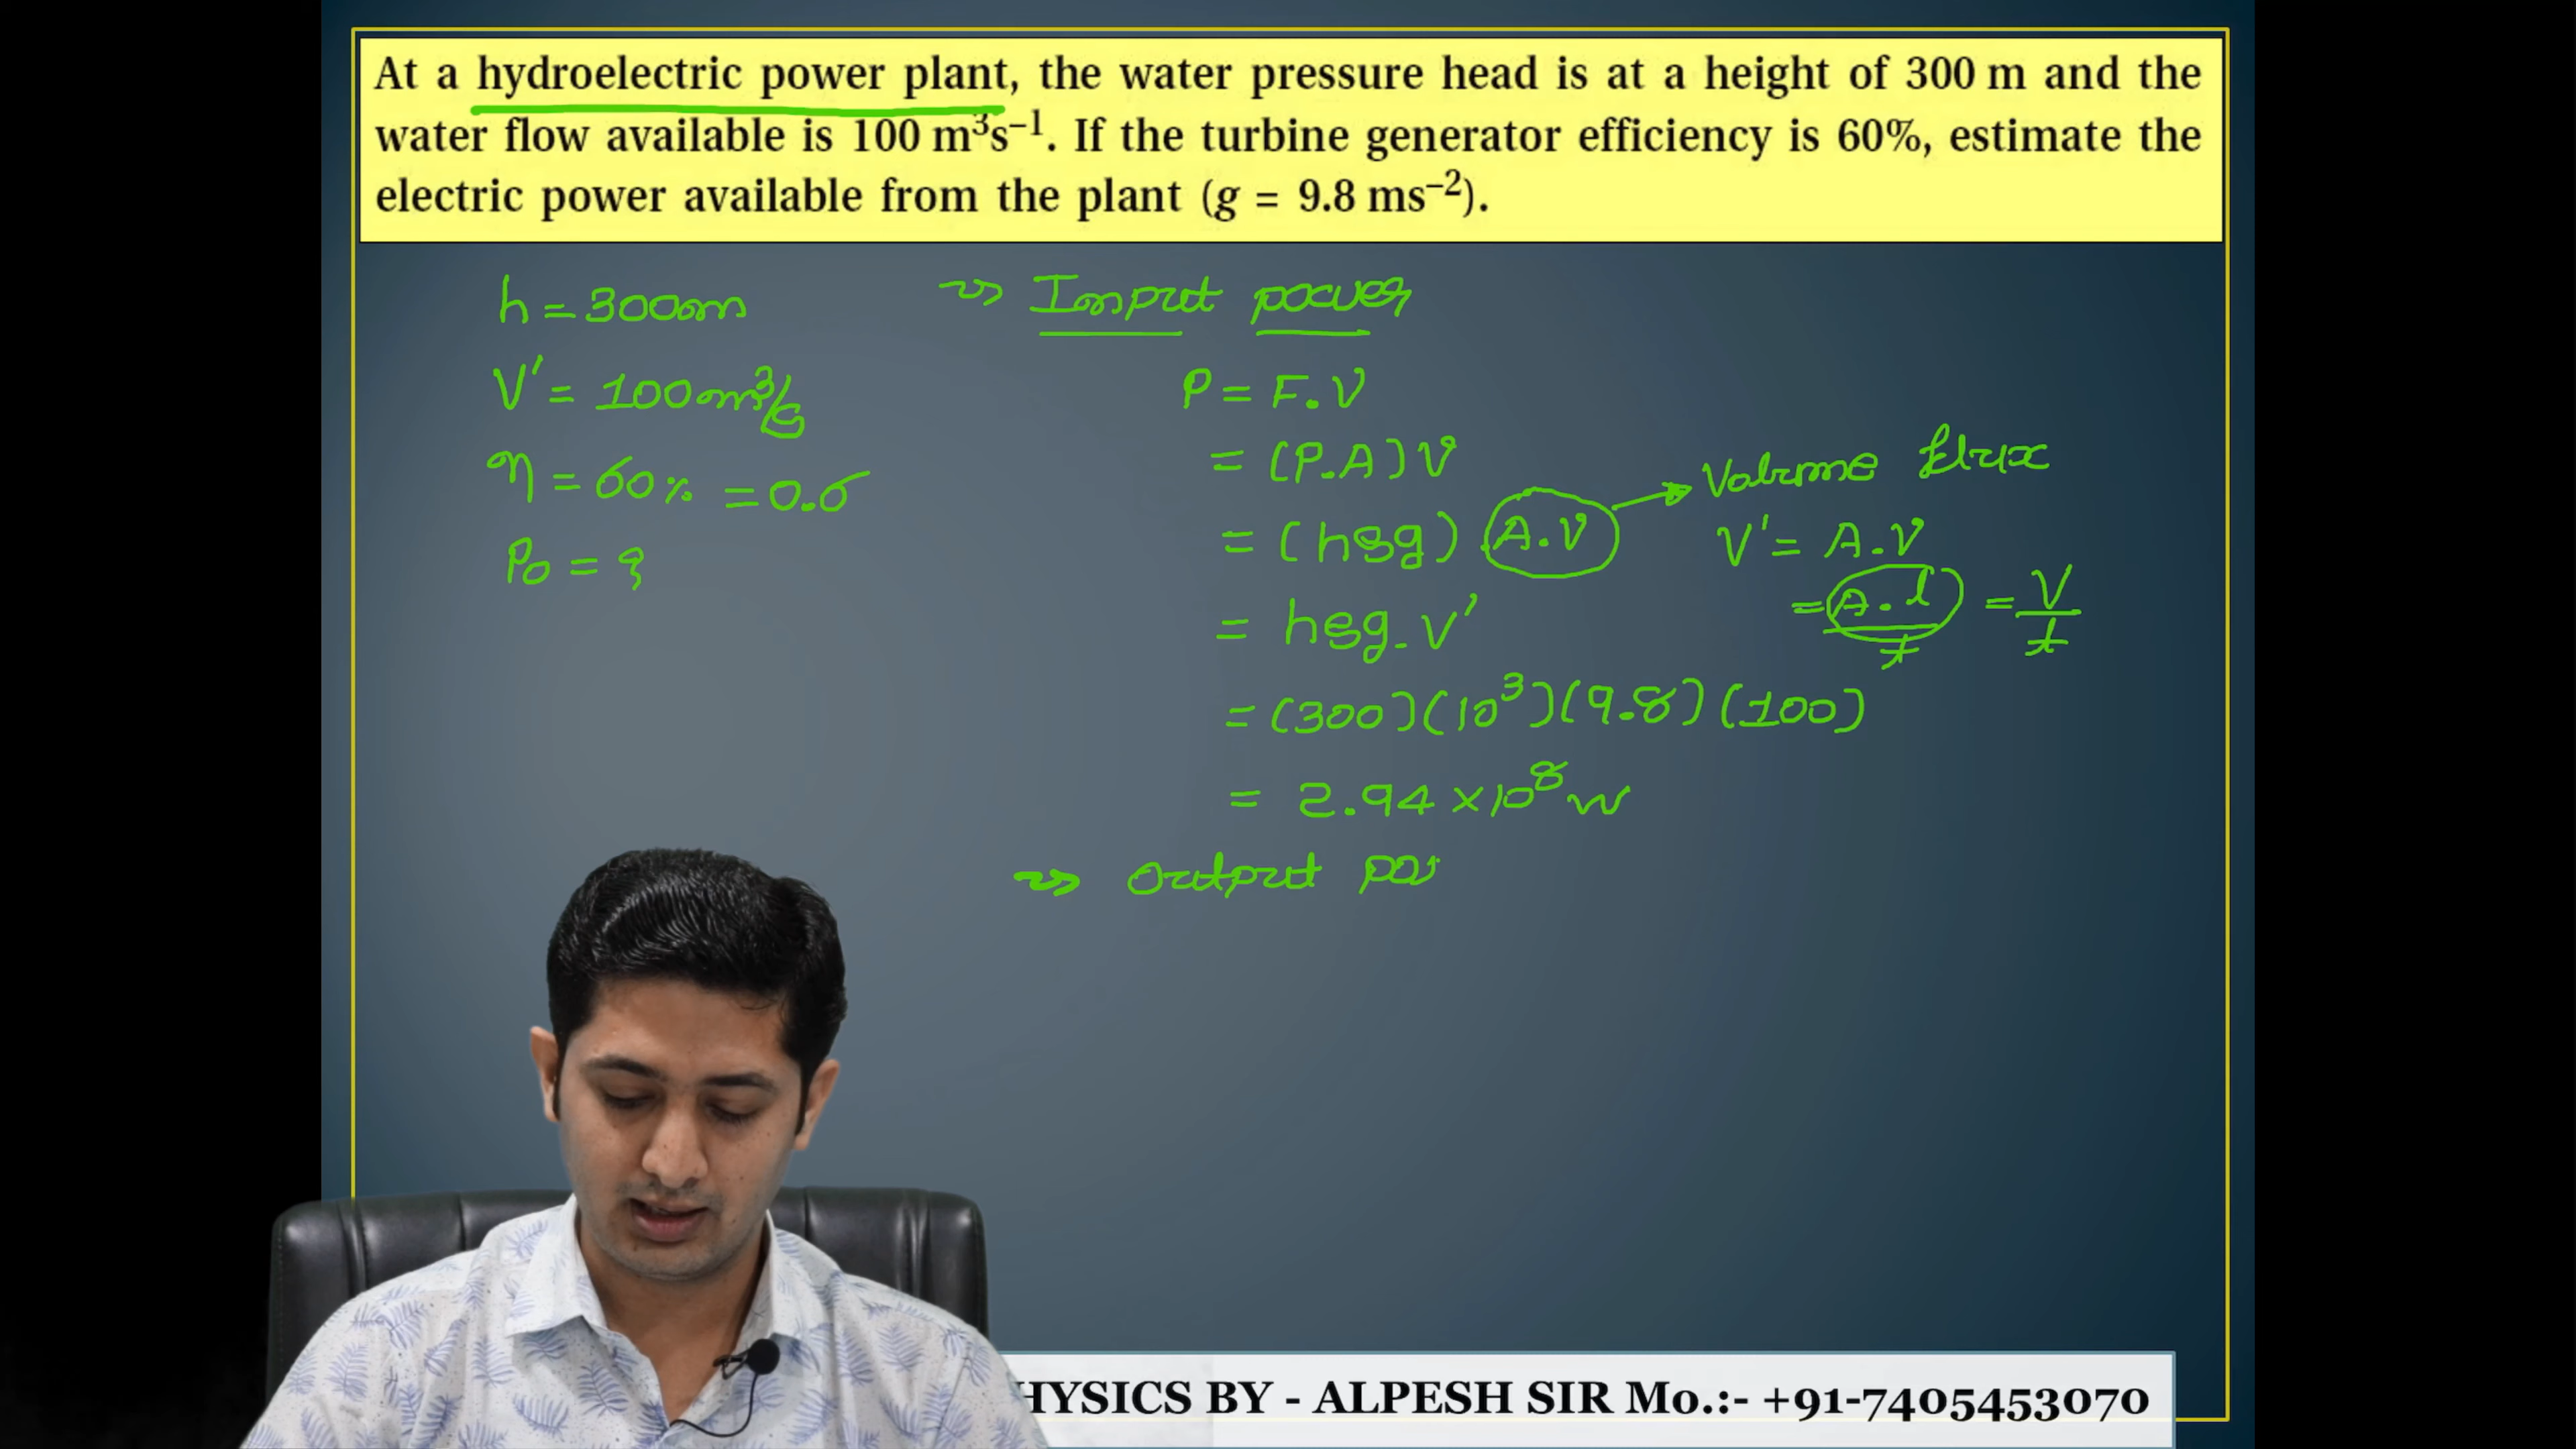 At a hydroelectric power plant, the water pressure head is at a height of 300 m and the
water flow available is 100 m³s⁻¹. If the turbine generator efficiency is 60%, estimate the
electric power available from the plant (g = 9.8 ms⁻²).
h = 300m
V' = 100m³/s
η = 60% = 0.6
P₀ = ?
Input power
P = F.V
= (P.A)V
= (hρg) A.V
= hρg.V'
= (300)(10³)(9.8)(100)
= 2.94 ×10⁸ W
Volume flux
V' = A.V
= A.l/t = V/t
Output pow
HYSICS BY - ALPESH SIR Mo.:- +91-7405453070